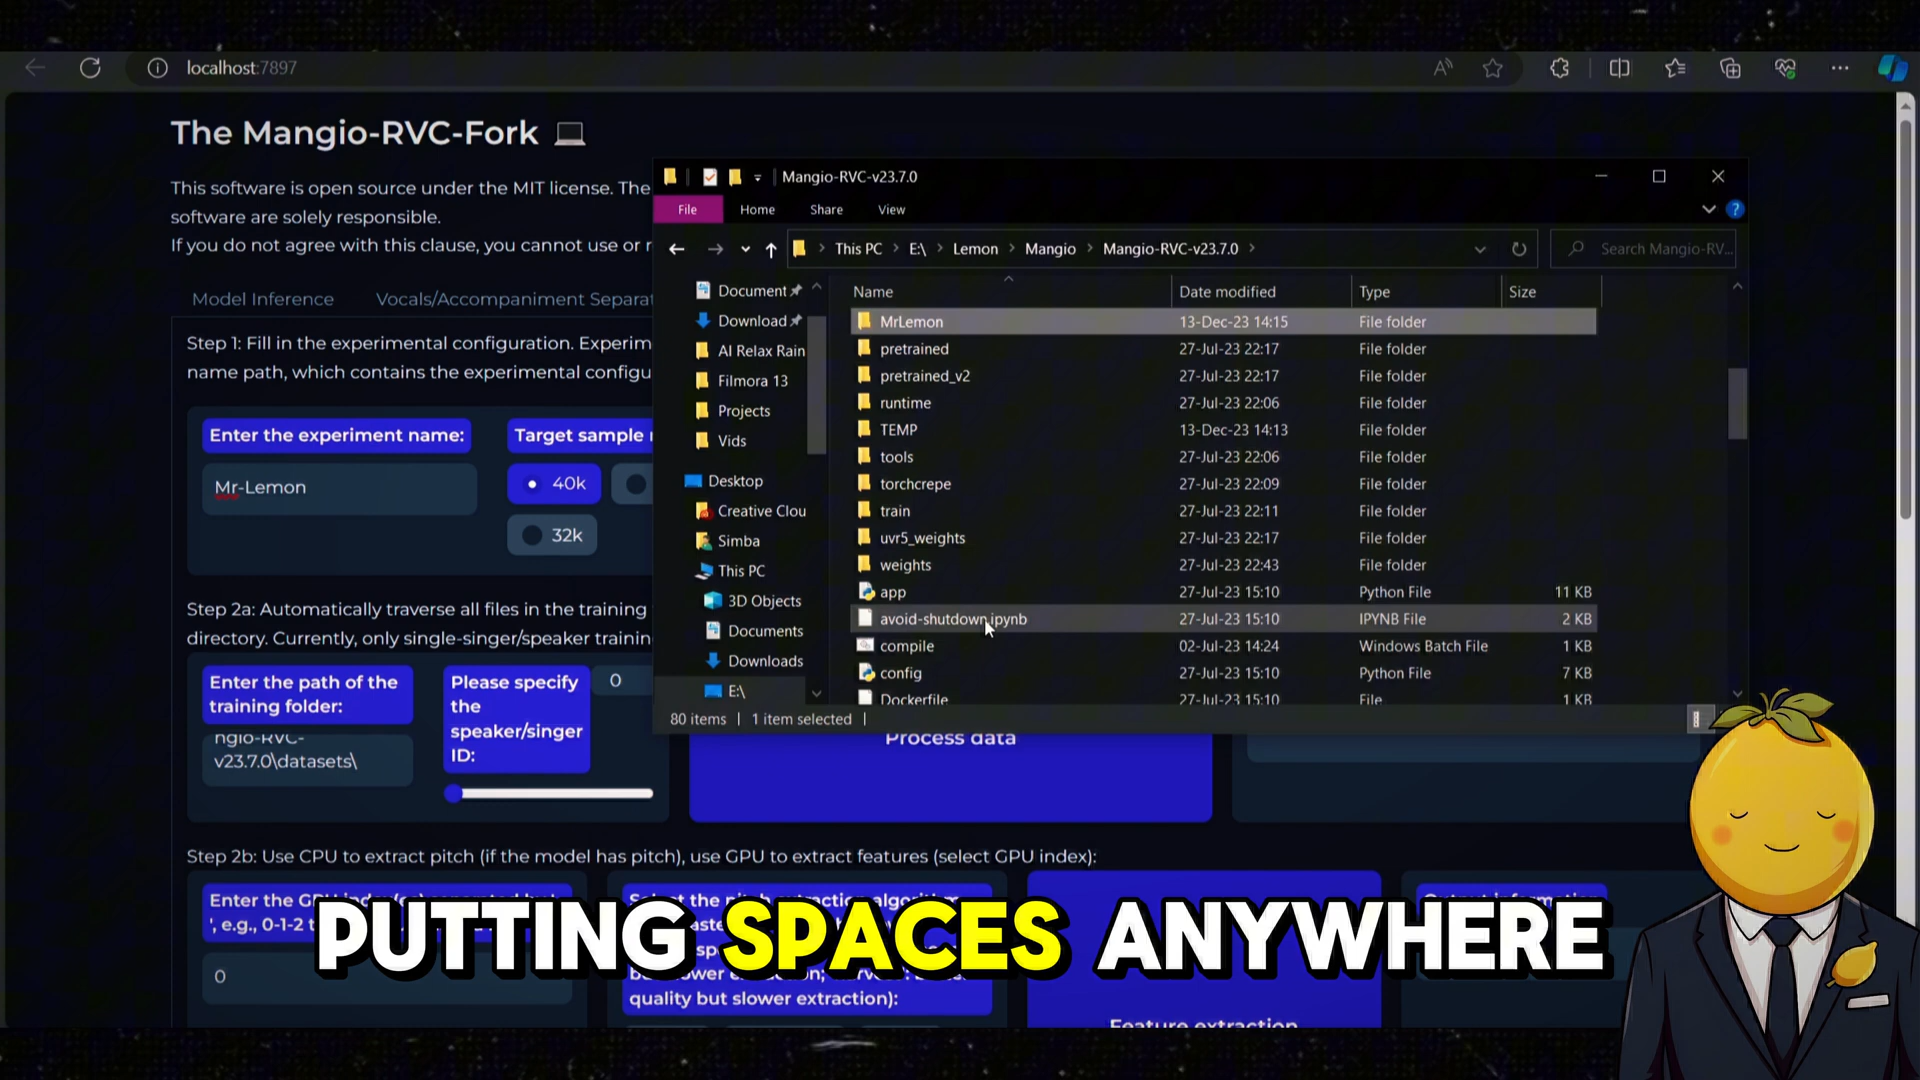 localhost:7897
The Mangio-RVC-Fork
This software is open source under the MIT license. The
software are solely responsible.
If you do not agree with this clause, you cannot use or r
Model Inference
Vocals/Accompaniment Separat
Step 1: Fill in the experimental configuration. Experim
name path, which contains the experimental configu
Enter the experiment name:
Mr-Lemon
Target sample r
40k
32k
Step 2a: Automatically traverse all files in the training
directory. Currently, only single-singer/speaker trainin
Enter the path of the
training folder:
ngio-RVC-
v23.7.0\datasets\
Please specify
the
speaker/singer
ID:
0
Process data
Step 2b: Use CPU to extract pitch (if the model has pitch), use GPU to extract features (select GPU index):
Enter the GP
', e.g., 0-1-2 t
0
quality but slower extraction):
Feature extraction
Mangio-RVC-v23.7.0
File
Home
Share
View
This PC
E:\
Lemon
Mangio
Mangio-RVC-v23.7.0
Search Mangio-RV...
Document
Download
AI Relax Rain
Filmora 13
Projects
Vids
Desktop
Creative Clou
Simba
This PC
3D Objects
Documents
Downloads
E:\
Name Date modified Type Size
MrLemon 13-Dec-23 14:15 File folder
pretrained 27-Jul-23 22:17 File folder
pretrained_v2 27-Jul-23 22:17 File folder
runtime 27-Jul-23 22:06 File folder
TEMP 13-Dec-23 14:13 File folder
tools 27-Jul-23 22:06 File folder
torchcrepe 27-Jul-23 22:09 File folder
train 27-Jul-23 22:11 File folder
uvr5_weights 27-Jul-23 22:17 File folder
weights 27-Jul-23 22:43 File folder
app 27-Jul-23 15:10 Python File 11 KB
avoid-shutdown.ipynb 27-Jul-23 15:10 IPYNB File 2 KB
compile 02-Jul-23 14:24 Windows Batch File 1 KB
config 27-Jul-23 15:10 Python File 7 KB
Dockerfile 27-Jul-23 15:10 File 1 KB
80 items
1 item selected
PUTTING SPACES ANYWHERE